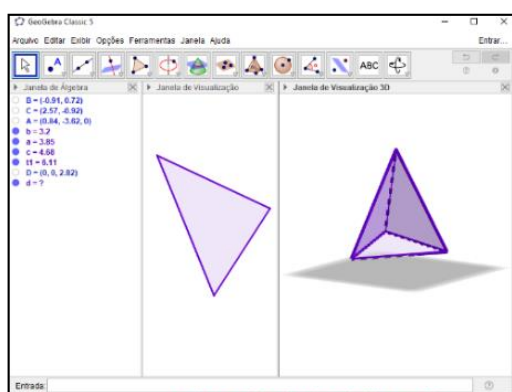 GeoGebra Classic 5
Arquivo Editar Exibir Opções Ferramentas Janela Ajuda
Entrar...
ABC
Janela de Álgebra
Janela de Visualização
Janela de Visualização 3D
B = (-0.91, 0.72)
C = (2.57, -0.92)
A = (0.84, -3.62, 0)
b = 3.2
a = 3.85
c = 4.68
t1 = 6.11
D = (0, 0, 2.82)
d = ?
Entrada: